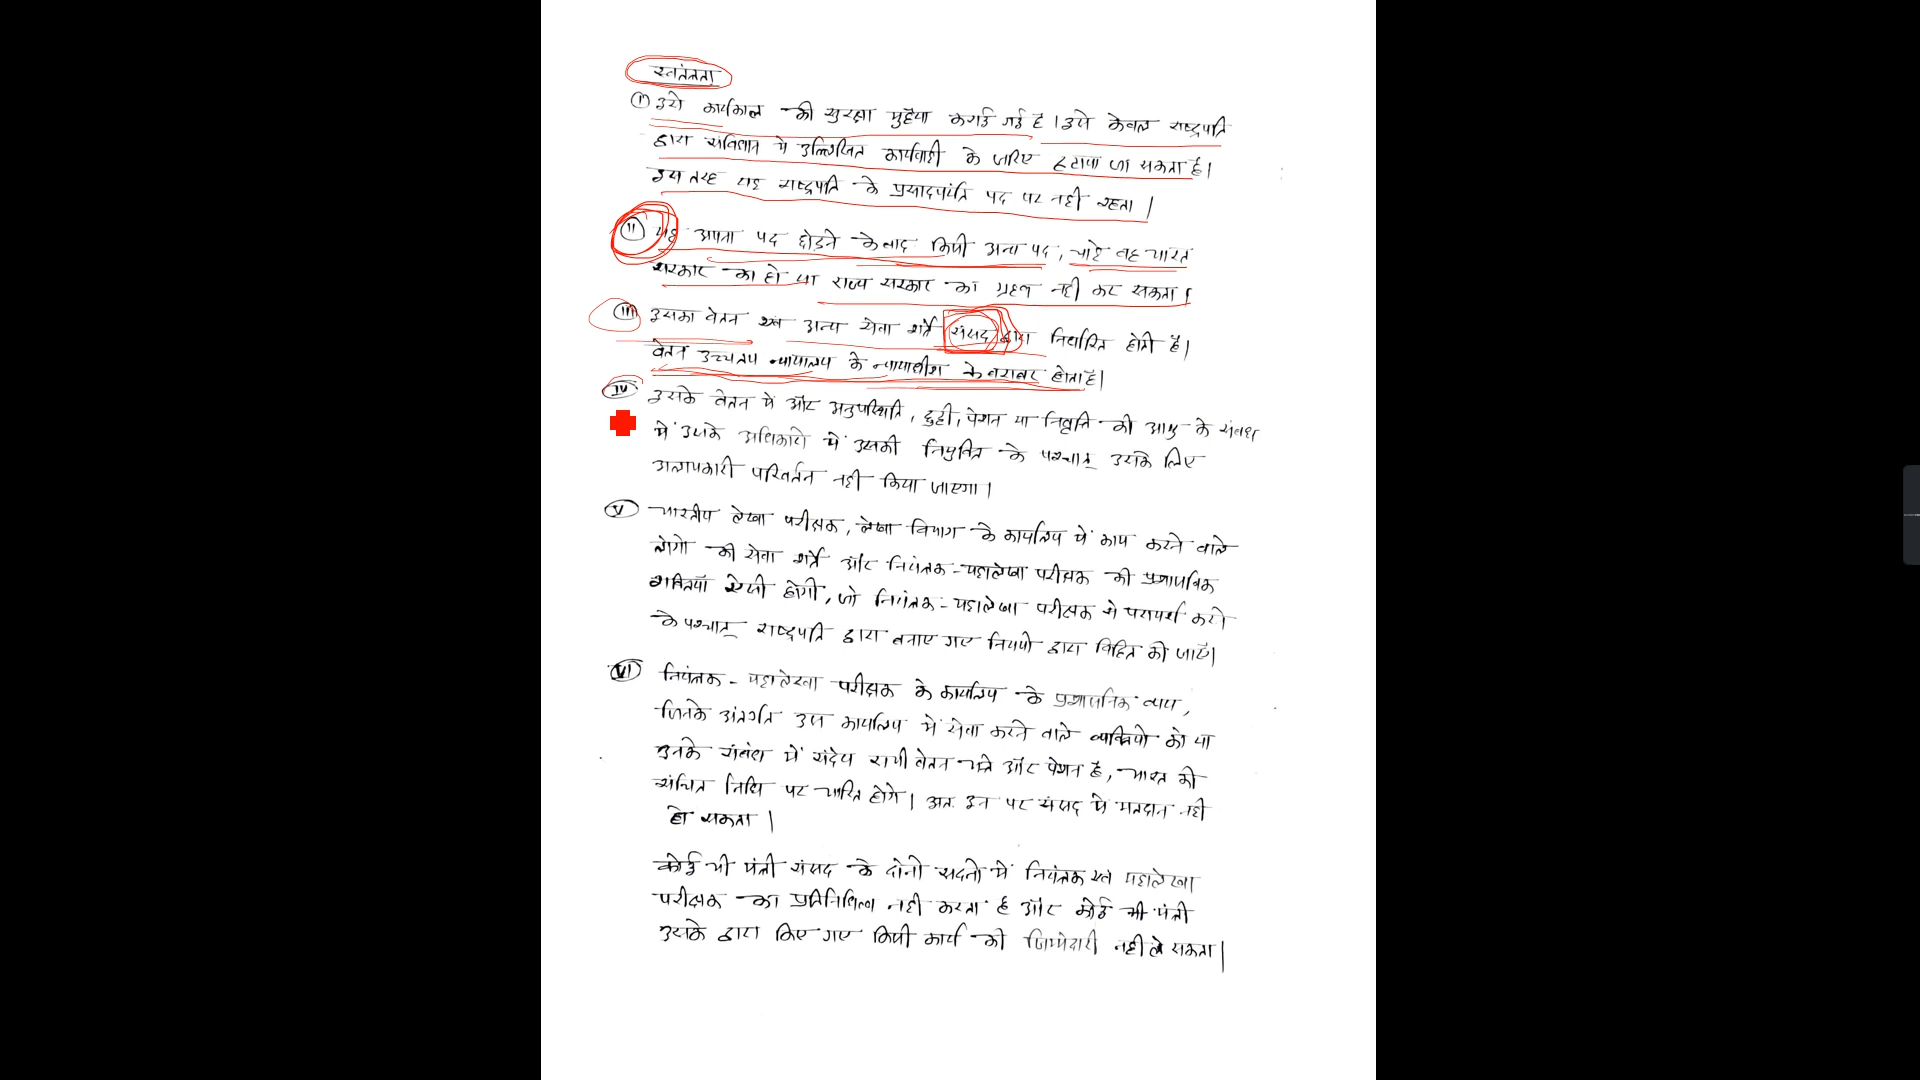 स्वतंत्रता
(i) इसे कार्यकाल की सुरक्षा मुहैया कराई गई है। इसे केवल राष्ट्रपति
द्वारा संविधान में उल्लिखित कार्यवाही के जरिए हटाया जा सकता है।
इस तरह यह राष्ट्रपति के प्रसादपर्यंत पद पर नहीं रहता।
(ii) यह अपना पद छोड़ने के बाद किसी अन्य पद, चाहे वह भारत
सरकार का हो या राज्य सरकार का ग्रहण नहीं कर सकता।
(iii) इसका वेतन एवं अन्य सेवा शर्तें संसद द्वारा निर्धारित होती है।
वेतन उच्चतम न्यायालय के न्यायाधीश के बराबर होता है।
(iv) उसके वेतन में और अनुपस्थिति, छुट्टी, पेंशन या निवृत्ति की आयु के संबंध
में उसके अधिकारों में उसकी नियुक्ति के पश्चात् उसके लिए
अलाभकारी परिवर्तन नहीं किया जाएगा।
(v) भारतीय लेखा परीक्षक, लेखा विभाग के कार्यालय में काम करने वाले
लोगों की सेवा शर्तें और नियंत्रक-महालेखा परीक्षक की प्रशासनिक
शक्तियाँ ऐसी होंगी, जो नियंत्रक-महालेखा परीक्षक से परामर्श करने
के पश्चात् राष्ट्रपति द्वारा बनाए गए नियमों द्वारा विहित की जाएँ।
(vi) नियंत्रक-महालेखा परीक्षक के कार्यालय के प्रशासनिक व्यय,
जिनके अंतर्गत उस कार्यालय में सेवा करने वाले व्यक्तियों को या
उनके संबंध में संदेय सभी वेतन भत्ते और पेंशन हैं, भारत की
संचित निधि पर भारित होंगे। अतः इन पर संसद में मतदान नहीं
हो सकता।
कोई भी मंत्री संसद के दोनों सदनों में नियंत्रक एवं महालेखा
परीक्षक का प्रतिनिधित्व नहीं करता है और कोई भी मंत्री
उसके द्वारा किए गए किसी कार्य की जिम्मेदारी नहीं ले सकता।